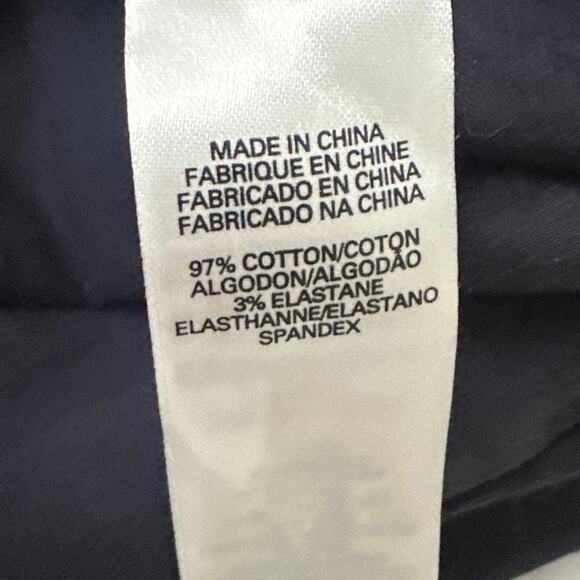 MADE IN CHINA
FABRIQUE EN CHINE
FABRICADO EN CHINA
FABRICADO NA CHINA
97% COTTON/COTON
ALGODON/ALGODÃO
3% ELASTANE
ELASTHANNE/ELASTANO
SPANDEX